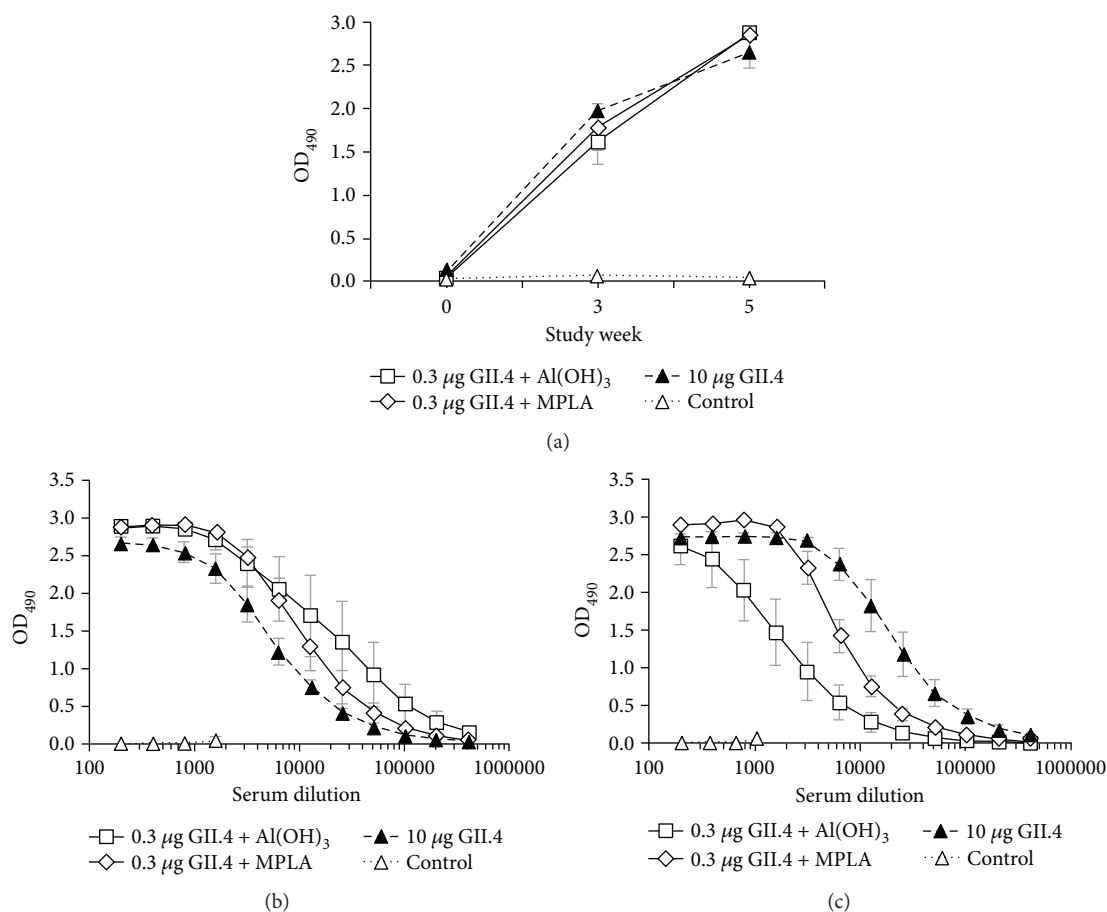 3.0
2.5
2.0
1.5
1.0
0.5
0.0
OD₄₉₀
0 3 5
Study week
0.3 μg GII.4 + Al(OH)₃ 10 μg GII.4
0.3 μg GII.4 + MPLA Control
(a)
3.5
3.0
2.5
2.0
1.5
1.0
0.5
0.0
OD₄₉₀
100 1000 10000 100000 1000000
Serum dilution
0.3 μg GII.4 + Al(OH)₃ 10 μg GII.4
0.3 μg GII.4 + MPLA Control
(b)
3.5
3.0
2.5
2.0
1.5
1.0
0.5
0.0
OD₄₉₀
100 1000 10000 100000 1000000
Serum dilution
0.3 μg GII.4 + Al(OH)₃ 10 μg GII.4
0.3 μg GII.4 + MPLA Control
(c)